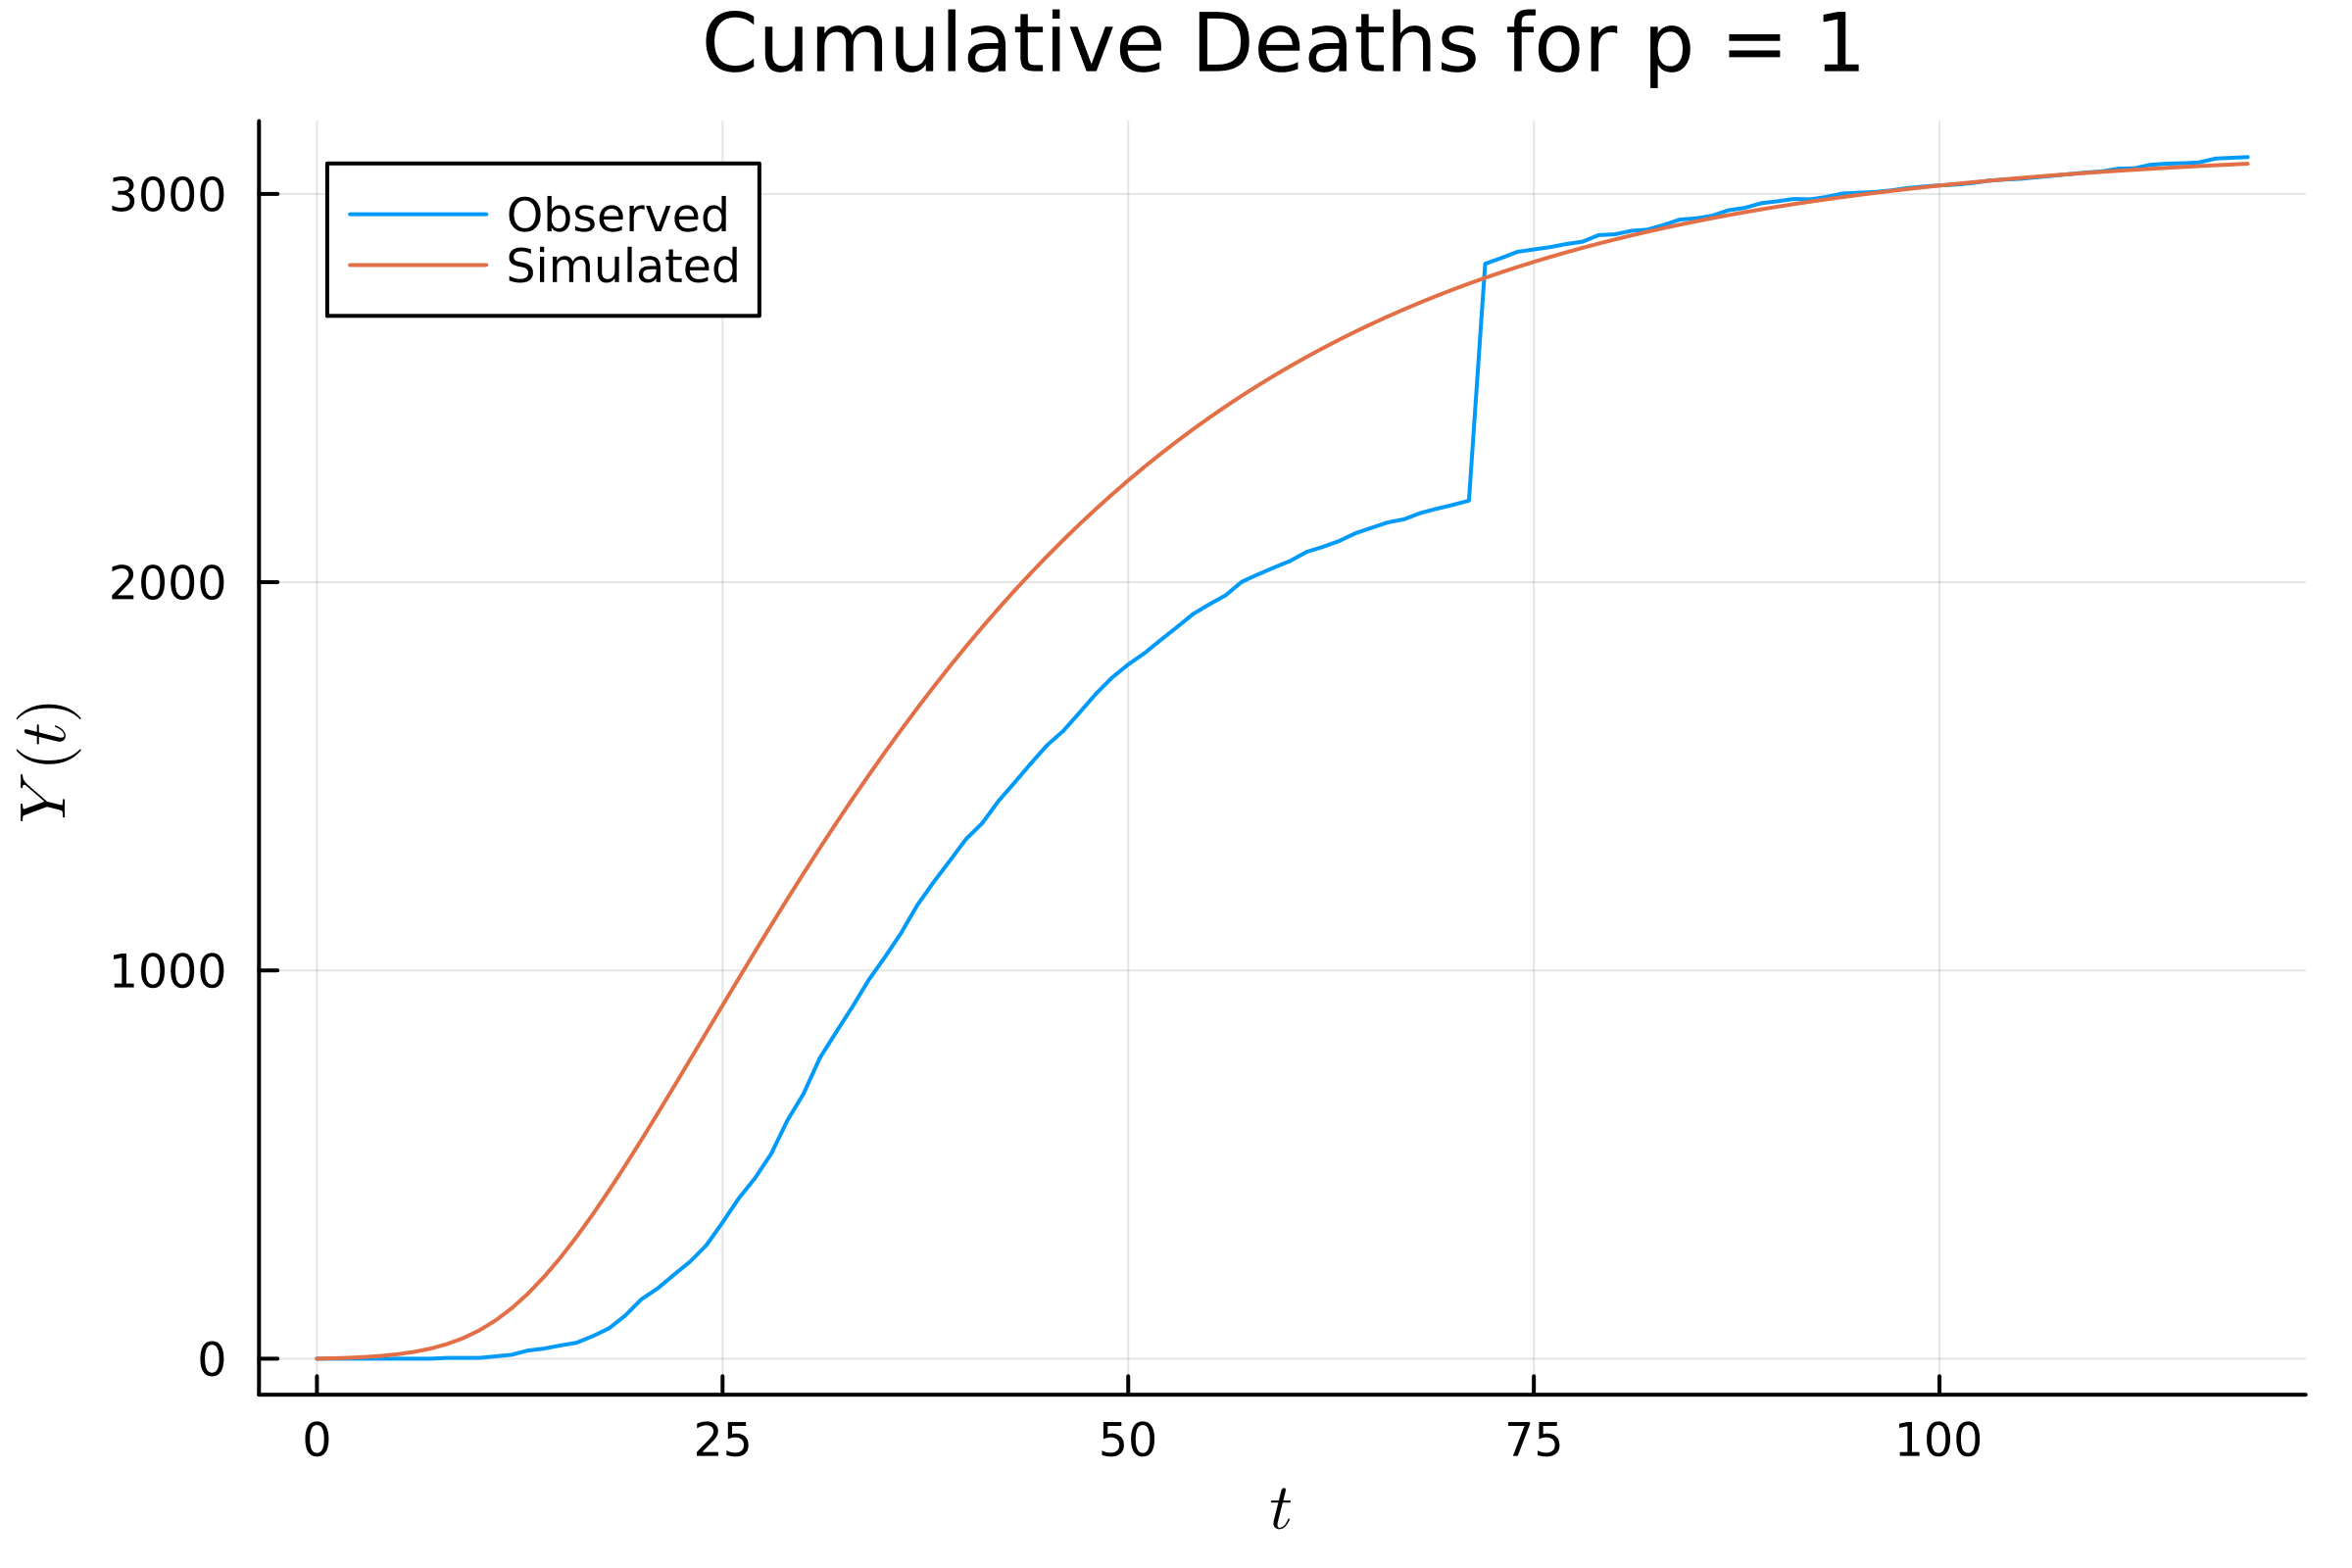 Cumulative Deaths for p = 1
Observed
Simulated
3000
2000
1000
0
Y(t)
0 25 50 75 100
t